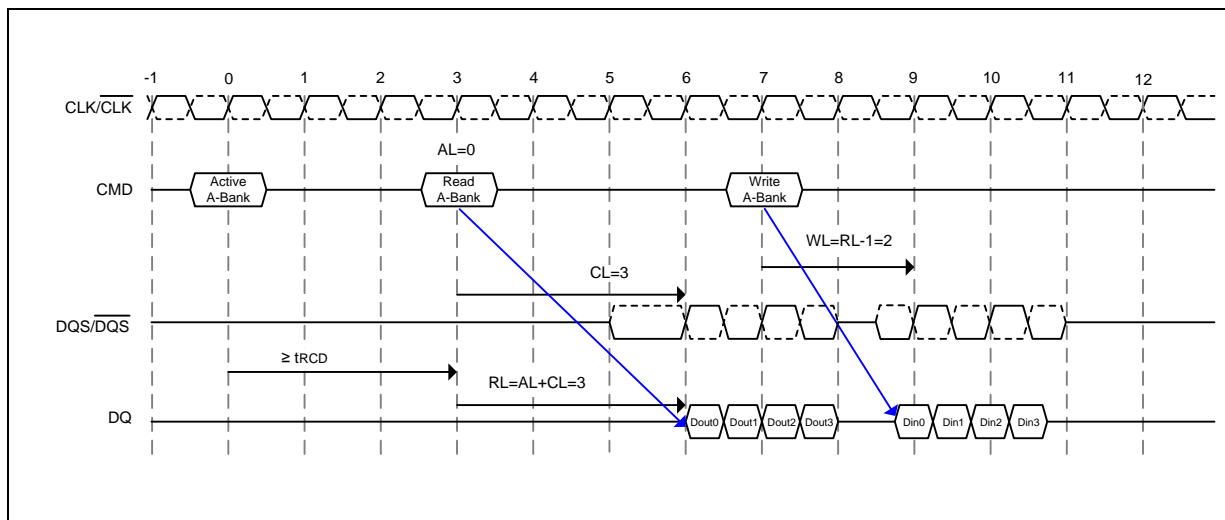 -1 0 1 2 3 4 5 6 7 8 9 10 11 12
CLK/CLK
AL=0
CMD
Active
A-Bank
Read
A-Bank
Write
A-Bank
WL=RL-1=2
CL=3
DQS/DQS
≥ tRCD
RL=AL+CL=3
DQ
Dout0 Dout1 Dout2 Dout3 Din0 Din1 Din2 Din3